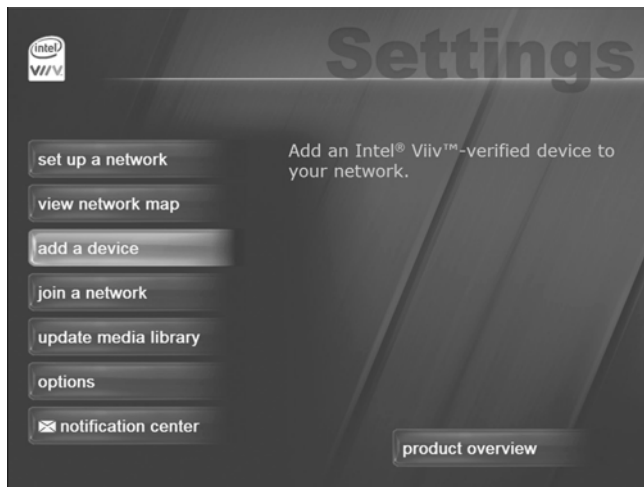 intel
VIIV
Settings
set up a network
view network map
add a device
join a network
update media library
options
notification center
Add an Intel® Viiv™-verified device to
your network.
product overview